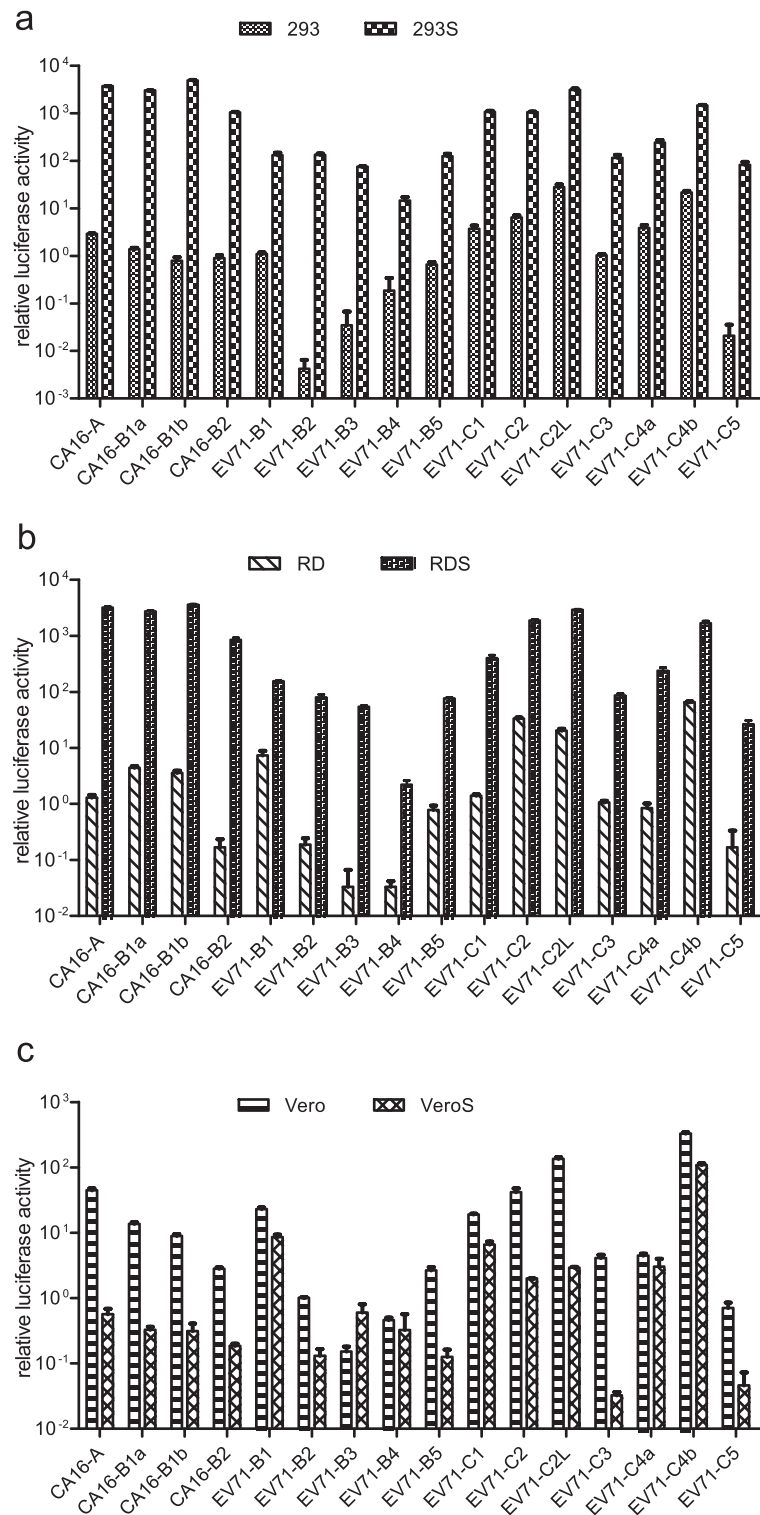 a
293 293S
relative luciferase activity
10^4
10^3
10^2
10^1
10^0
10^-1
10^-2
10^-3
CA16-A CA16-B1a CA16-B1b CA16-B2 EV71-B1 EV71-B2 EV71-B3 EV71-B4 EV71-B5 EV71-C1 EV71-C2 EV71-C2L EV71-C3 EV71-C4a EV71-C4b EV71-C5
b
RD RDS
relative luciferase activity
10^4
10^3
10^2
10^1
10^0
10^-1
10^-2
CA16-A CA16-B1a CA16-B1b CA16-B2 EV71-B1 EV71-B2 EV71-B3 EV71-B4 EV71-B5 EV71-C1 EV71-C2 EV71-C2L EV71-C3 EV71-C4a EV71-C4b EV71-C5
c
Vero VeroS
relative luciferase activity
10^3
10^2
10^1
10^0
10^-1
10^-2
CA16-A CA16-B1a CA16-B1b CA16-B2 EV71-B1 EV71-B2 EV71-B3 EV71-B4 EV71-B5 EV71-C1 EV71-C2 EV71-C2L EV71-C3 EV71-C4a EV71-C4b EV71-C5